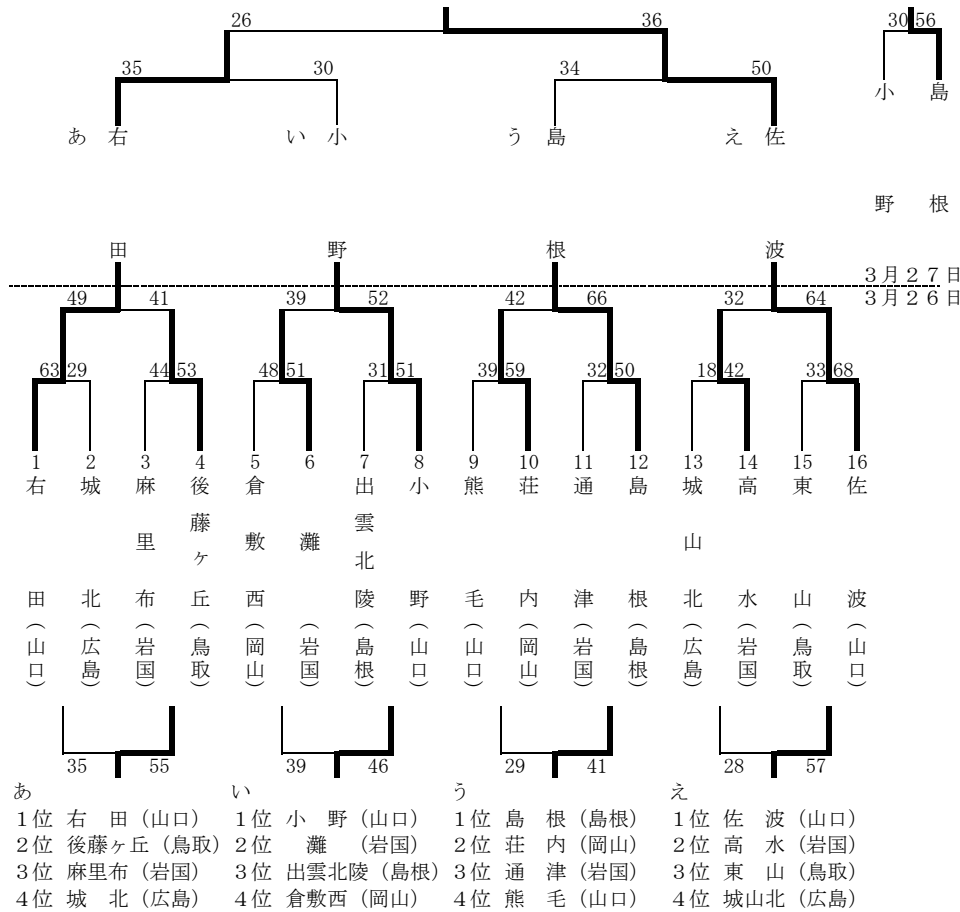 26 36 30 56
35 30 34 50
小 島
あ 右 い 小 う 島 え 佐
野 根
田 野 根 波
3月27日
49 41 39 52 42 66 32 64 3月26日
63 29 44 53 48 51 31 51 39 59 32 50 18 42 33 68
1 2 3 4 5 6 7 8 9 10 11 12 13 14 15 16
右田(山口)
城北(広島)
麻里布(岩国)
後藤ヶ丘(鳥取)
倉敷西(岡山)
灘(岩国)
出雲北陵(島根)
小野(山口)
熊毛(山口)
荘内(岡山)
通津(岩国)
島根(島根)
城山北(広島)
高水(岩国)
東山(鳥取)
佐波(山口)
35 55 39 46 29 41 28 57
あ い う え
1位 右 田(山口) 1位 小 野(山口) 1位 島 根(島根) 1位 佐 波(山口)
2位 後藤ヶ丘(鳥取) 2位 灘 (岩国) 2位 荘 内(岡山) 2位 高 水(岩国)
3位 麻里布(岩国) 3位 出雲北陵(島根) 3位 通 津(岩国) 3位 東 山(鳥取)
4位 城 北(広島) 4位 倉敷西(岡山) 4位 熊 毛(山口) 4位 城山北(広島)